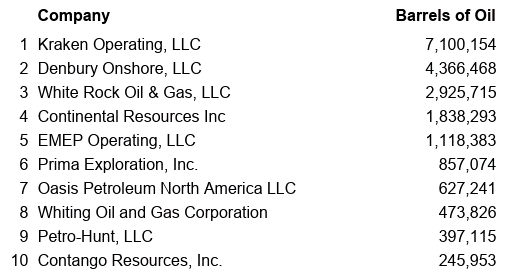 Company Barrels of Oil
1 Kraken Operating, LLC 7,100,154
2 Denbury Onshore, LLC 4,366,468
3 White Rock Oil & Gas, LLC 2,925,715
4 Continental Resources Inc 1,838,293
5 EMEP Operating, LLC 1,118,383
6 Prima Exploration, Inc. 857,074
7 Oasis Petroleum North America LLC 627,241
8 Whiting Oil and Gas Corporation 473,826
9 Petro-Hunt, LLC 397,115
10 Contango Resources, Inc. 245,953